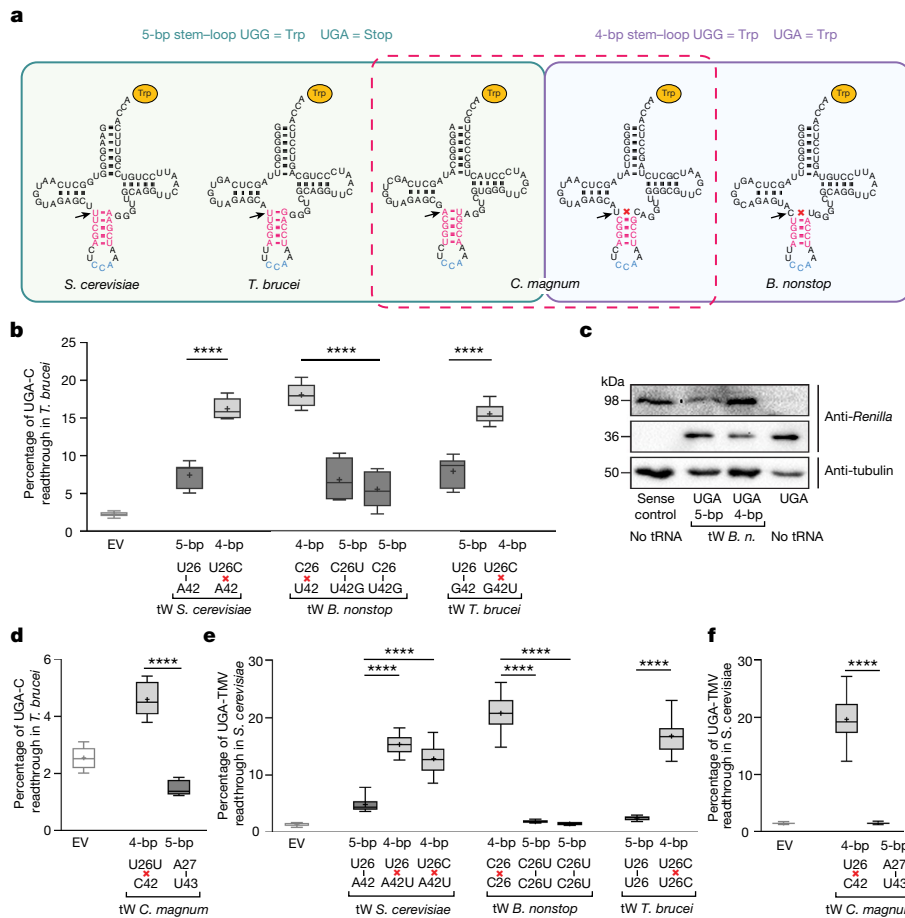 a
5-bp stem–loop UGG = Trp UGA = Stop
4-bp stem–loop UGG = Trp UGA = Trp
Trp
Trp
Trp
Trp
Trp
S. cerevisiae
T. brucei
C. magnum
B. nonstop
b
Percentage of UGA-C
readthrough in T. brucei
25
20
15
10
5
0
****
****
****
EV
5-bp 4-bp 4-bp 5-bp 5-bp 5-bp 4-bp
U26 U26C C26 C26U C26 U26 U26C
A42 A42 U42 U42G U42G G42 G42U
tW S. cerevisiae tW B. nonstop tW T. brucei
c
kDa
98
36
50
Anti-Renilla
Anti-tubulin
Sense
control
No tRNA
UGA
5-bp
UGA
4-bp
tW B. n.
UGA
No tRNA
d
Percentage of UGA-C
readthrough in T. brucei
6
4
2
0
****
EV
4-bp 5-bp
U26U A27
C42 U43
tW C. magnum
e
Percentage of UGA-TMV
readthrough in S. cerevisiae
30
20
10
0
****
****
****
****
****
EV
5-bp 4-bp 4-bp 4-bp 5-bp 5-bp 5-bp 4-bp
U26 U26 U26C C26 C26U C26U U26 U26C
A42 A42U A42U C26 C26U C26U U26 U26C
tW S. cerevisiae tW B. nonstop tW T. brucei
f
Percentage of UGA-TMV
readthrough in S. cerevisiae
30
20
10
0
****
EV
4-bp 5-bp
U26 A27
C42 U43
tW C. magnum